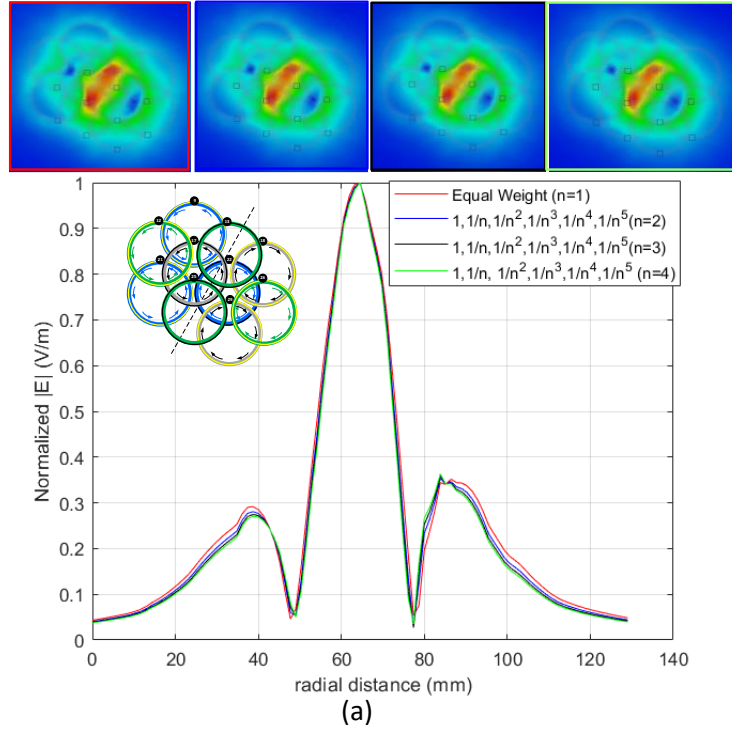 1
0.9
0.8
0.7
0.6
0.5
0.4
0.3
0.2
0.1
0
Normalized |E| (V/m)
Equal Weight (n=1)
1,1/n,1/n²,1/n³,1/n⁴,1/n⁵(n=2)
1,1/n,1/n²,1/n³,1/n⁴,1/n⁵(n=3)
1,1/n, 1/n²,1/n³,1/n⁴,1/n⁵ (n=4)
0 20 40 60 80 100 120 140
radial distance (mm)
(a)